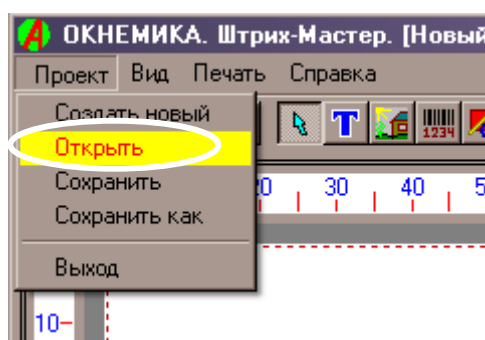 ОКНЕМИКА. Штрих-Мастер. [Новый
Проект Вид Печать Справка
Создать новый
Открыть
Сохранить
Сохранить как
Выход
T
1234
30 40 5
10